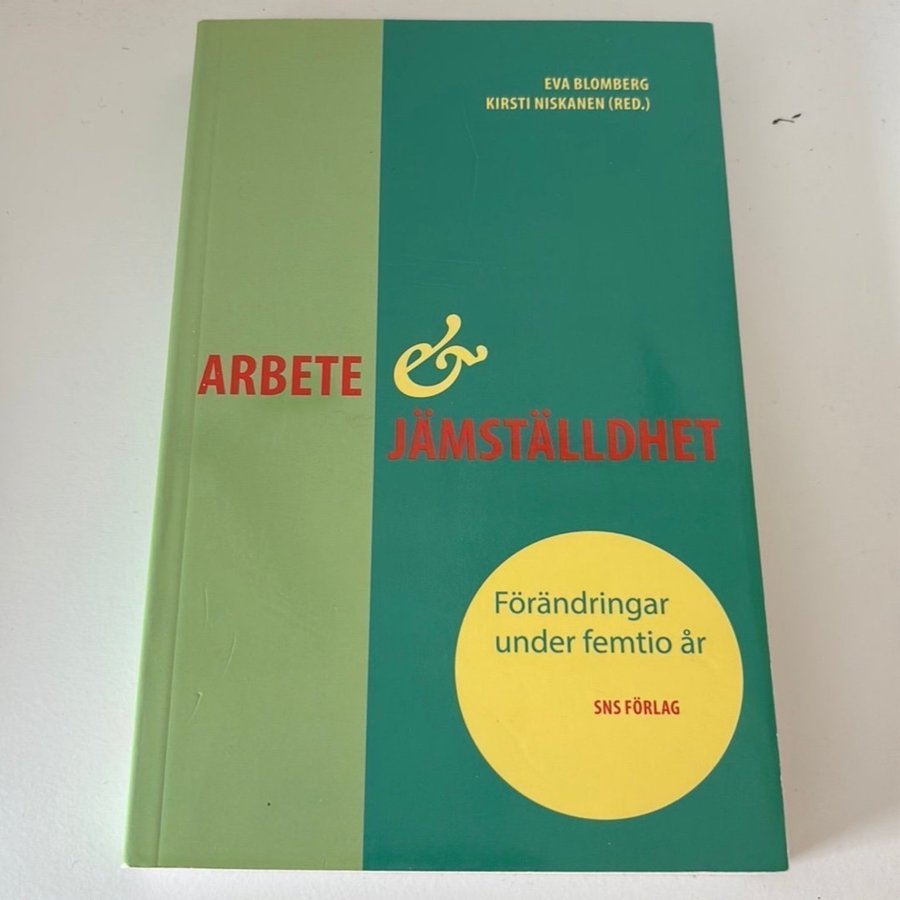 EVA BLOMBERG
KIRSTI NISKANEN (RED.)
ARBETE &
JÄMSTÄLLDHET
Förändringar
under femtio år
SNS FÖRLAG